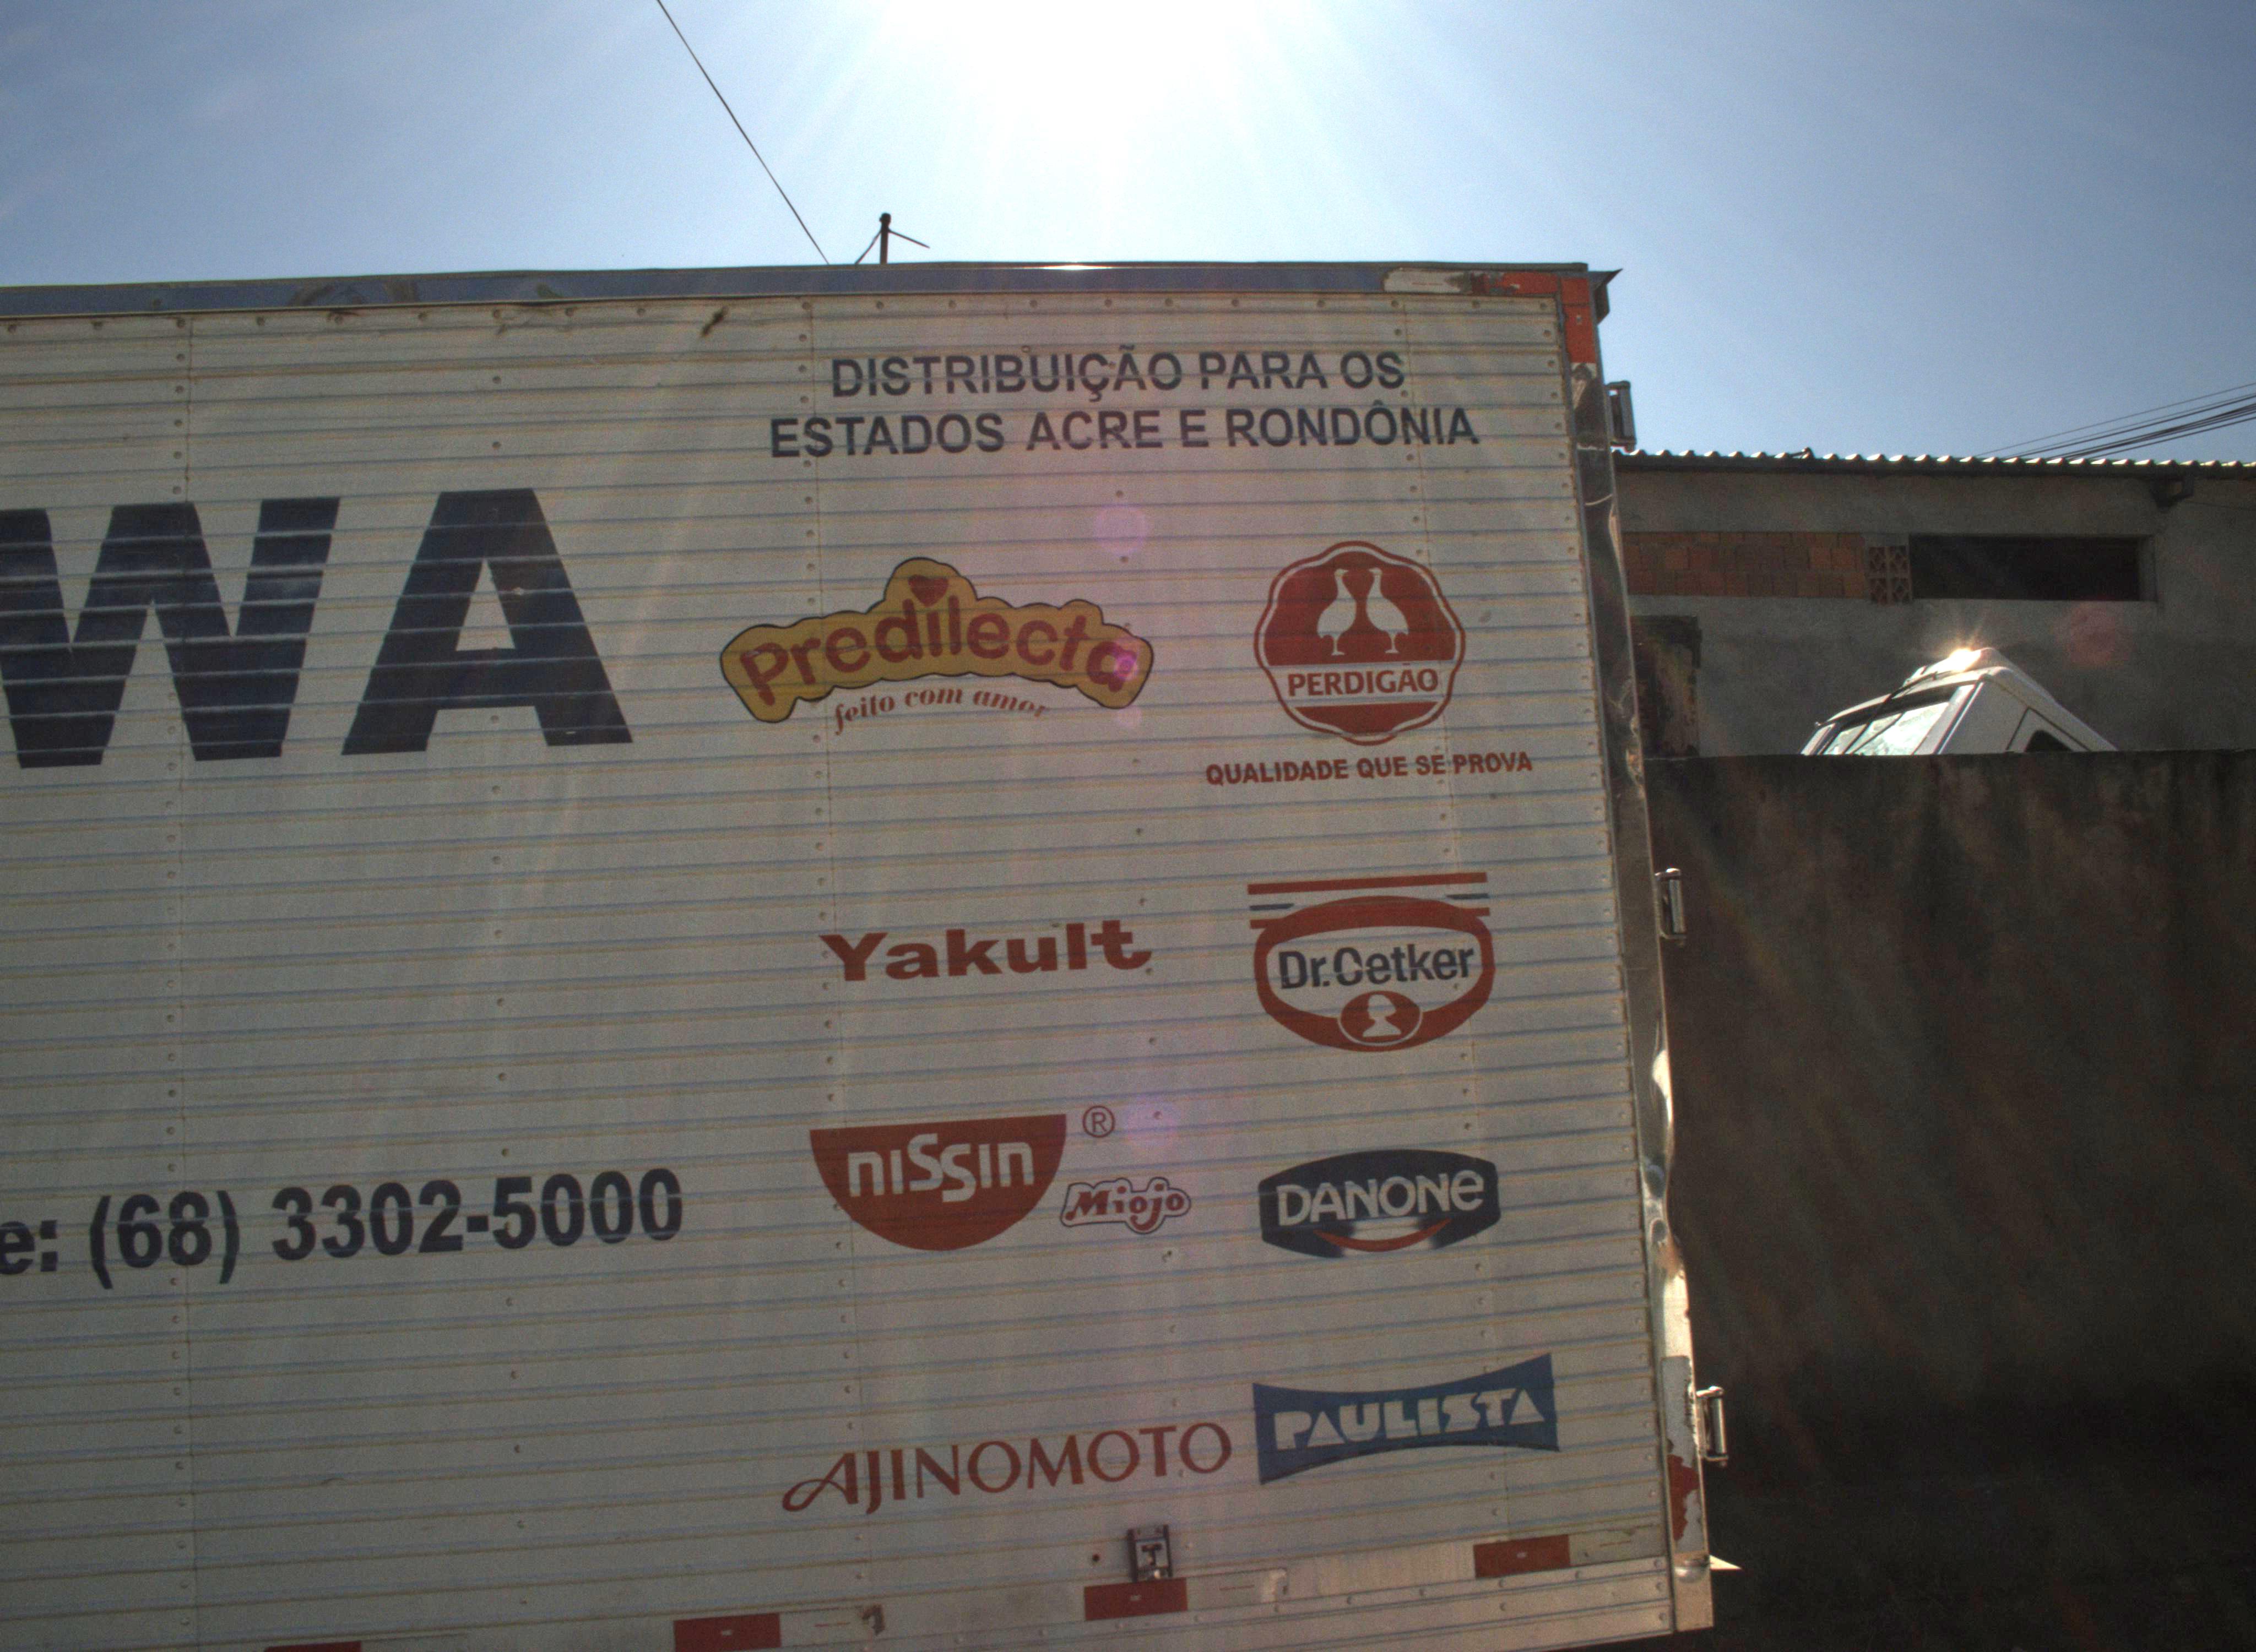 DISTRIBUIÇÃO PARA OS
ESTADOS ACRE E RONDÔNIA
WA
Predilecta
feito com amor
PERDIGÃO
QUALIDADE QUE SE PROVA
Yakult
Dr.Oetker
nissin ®
Miojo
DANONE
e: (68) 3302-5000
AJINOMOTO
PAULISTA